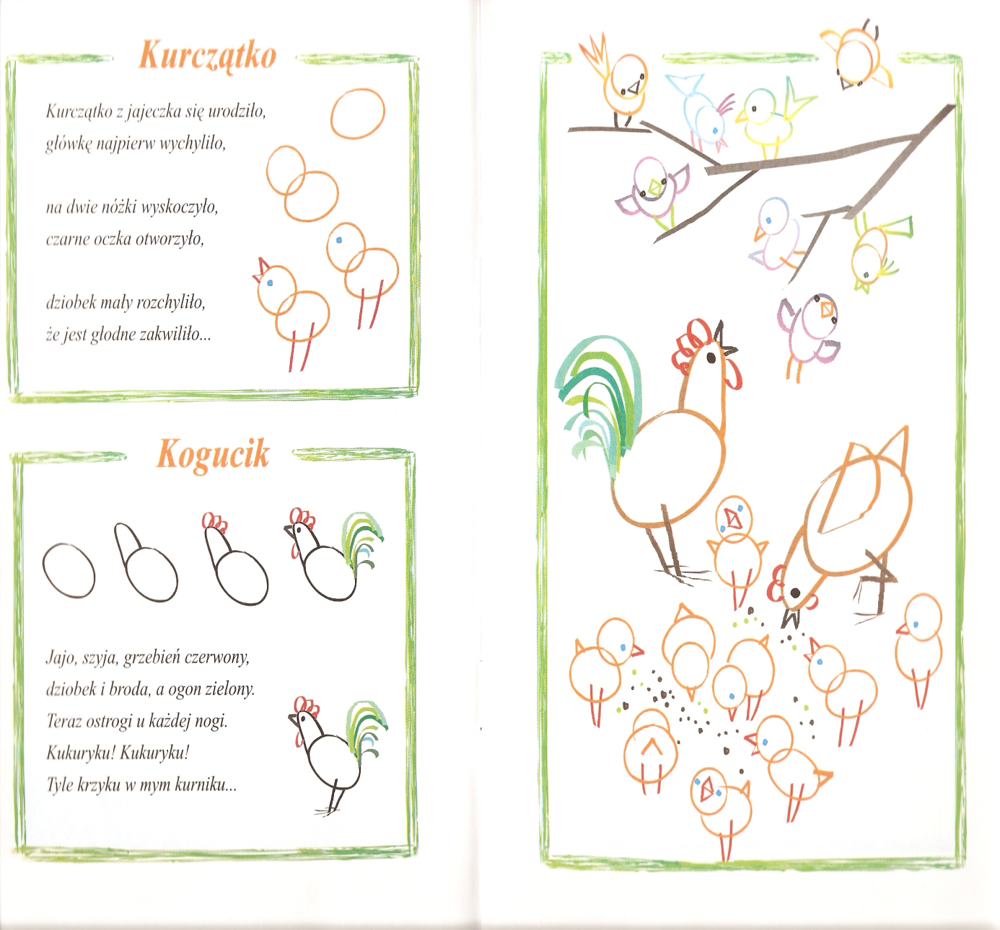 Kurczątko
Kurczątko z jajeczka się urodziło,
główkę najpierw wychyliło,
na dwie nóżki wyskoczyło,
czarne oczka otworzyło,
dziobek mały rozchyliło,
że jest głodne zakwiliło...
Kogucik
Jajo, szyja, grzebień czerwony,
dziobek i broda, a ogon zielony.
Teraz ostrogi u każdej nogi.
Kukuryku! Kukuryku!
Tyle krzyku w mym kurniku...